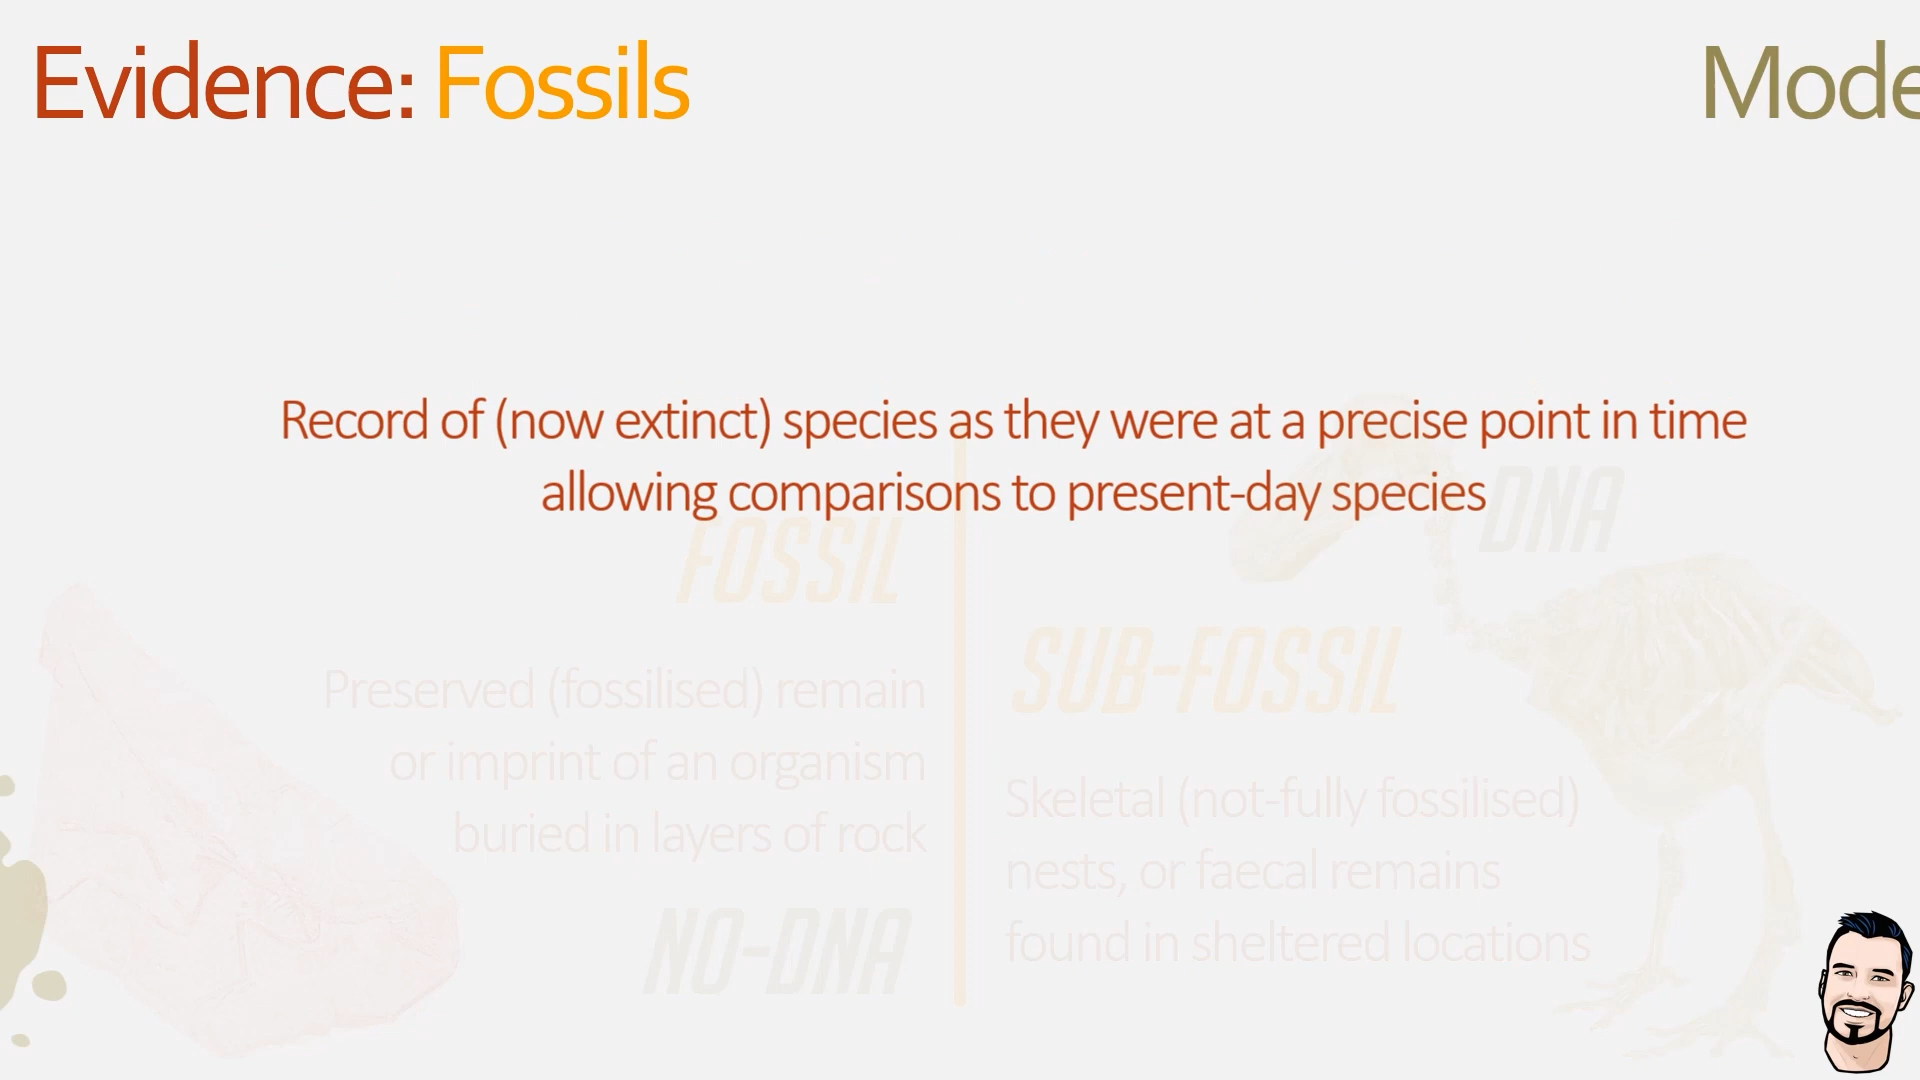 Evidence: Fossils
Mode
Record of (now extinct) species as they were at a precise point in time
allowing comparisons to present-day species
FOSSIL
Preserved (fossilised) remain
or imprint of an organism
buried in layers of rock
NO-DNA
DNA
SUB-FOSSIL
Skeletal (not-fully fossilised)
nests, or faecal remains
found in sheltered locations